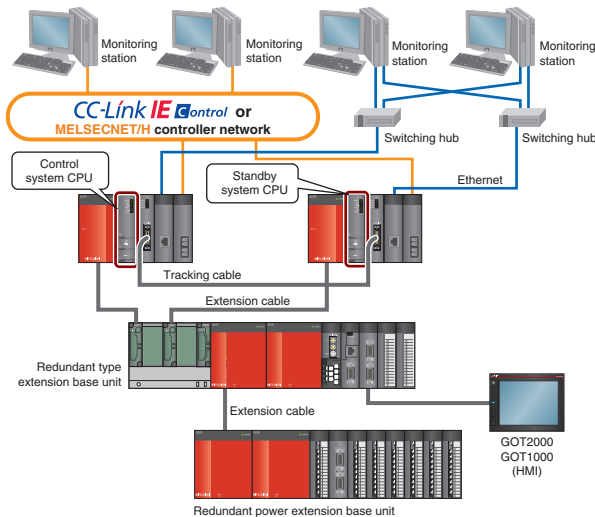 Monitoring
station
Monitoring
station
Monitoring
station
Monitoring
station
CC-Link IE Control or
MELSECNET/H controller network
Switching hub
Switching hub
Control
system CPU
Standby
system CPU
Ethernet
Tracking cable
Extension cable
Redundant type
extension base unit
Extension cable
GOT2000
GOT1000
(HMI)
Redundant power extension base unit